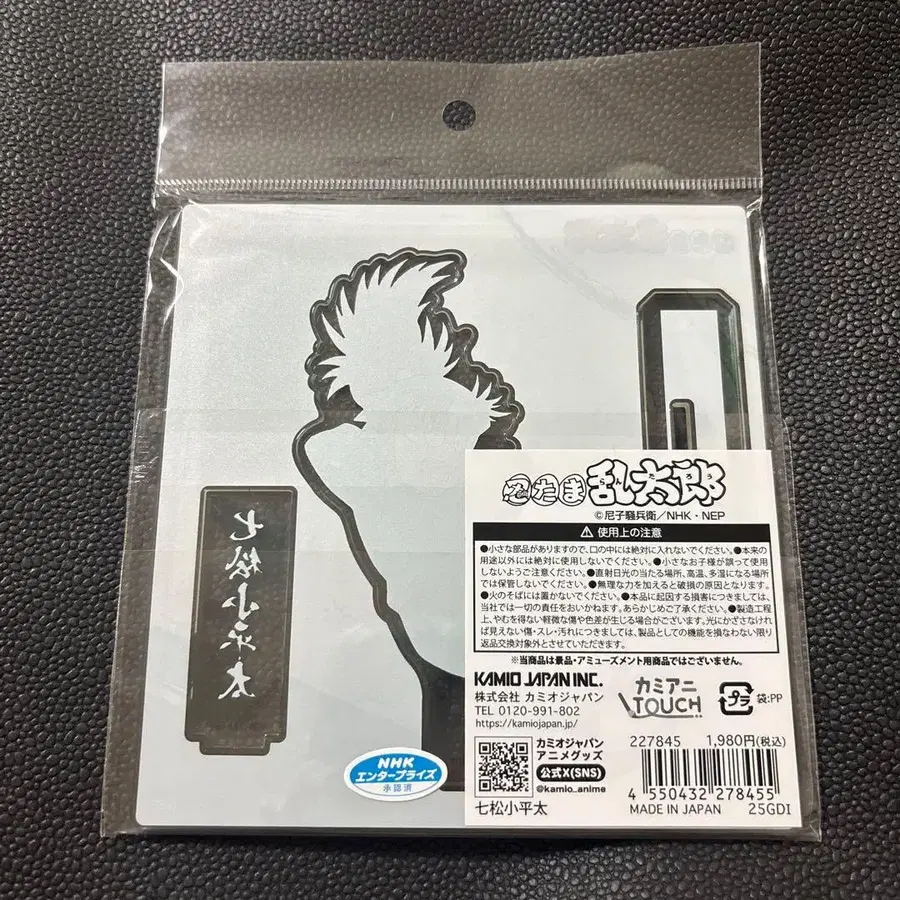 七松小平太
忍たま乱太郎
©尼子騒兵衛/NHK・NEP
⚠ 使用上の注意
●小さな部品がありますので、口の中には絶対に入れないでください。●本来の
用途以外には絶対に使用しないでください。●小さなお子様が誤って使用
しないようご注意ください。●直射日光の当たる場所、高温、多湿になる場所
では保管しないでください。●無理な力を加えると破損の原因となります。
●火のそばには置かないでください。●本品に起因する損害につきましては、
当社では一切の責任をおいかねます。あらかじめご了承ください。●製造工程
上、やむを得ない軽微な傷や色差が生じる場合がございます。光にかざさなけ
れば見えない傷・スレ・汚れにつきましては、製品としての機能を損なわない限り
返品交換対象外とさせていただきます。
※当商品は景品・アミューズメント用商品ではございません。
KAMIO JAPAN INC.
株式会社 カミオジャパン
TEL 0120-991-802
https://kamiojapan.jp/
カミアニ
TOUCH
プラ
袋:PP
NHK
エンタープライズ
承認済
カミオジャパン
アニメグッズ
公式X(SNS)
@kamio_anime
七松小平太
227845 1,980円(税込)
4 550432 278455
MADE IN JAPAN 25GDI